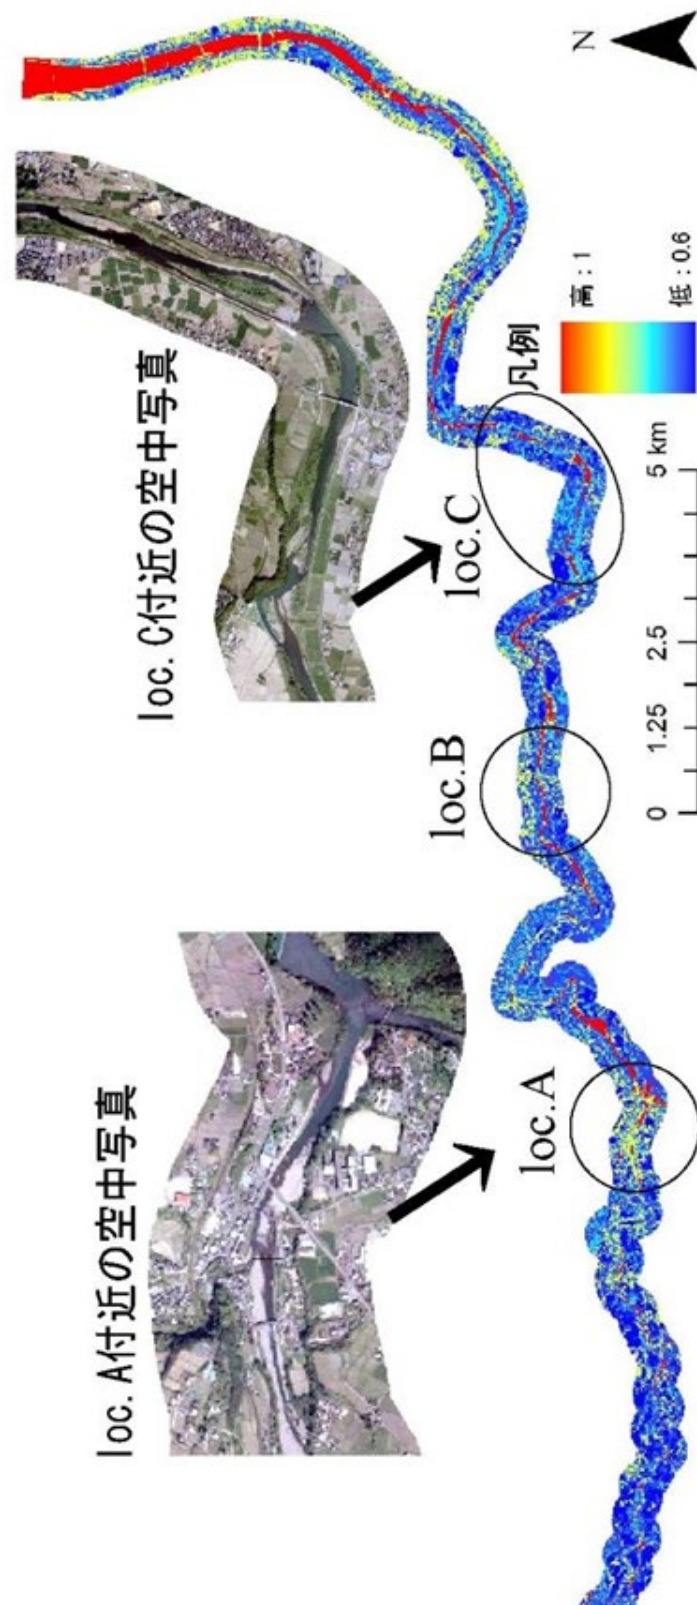 loc. A付近の空中写真
loc. C付近の空中写真
loc.A
loc.B
loc.C
凡例
高 : 1
低 : 0.6
0 1.25 2.5 5 km
N